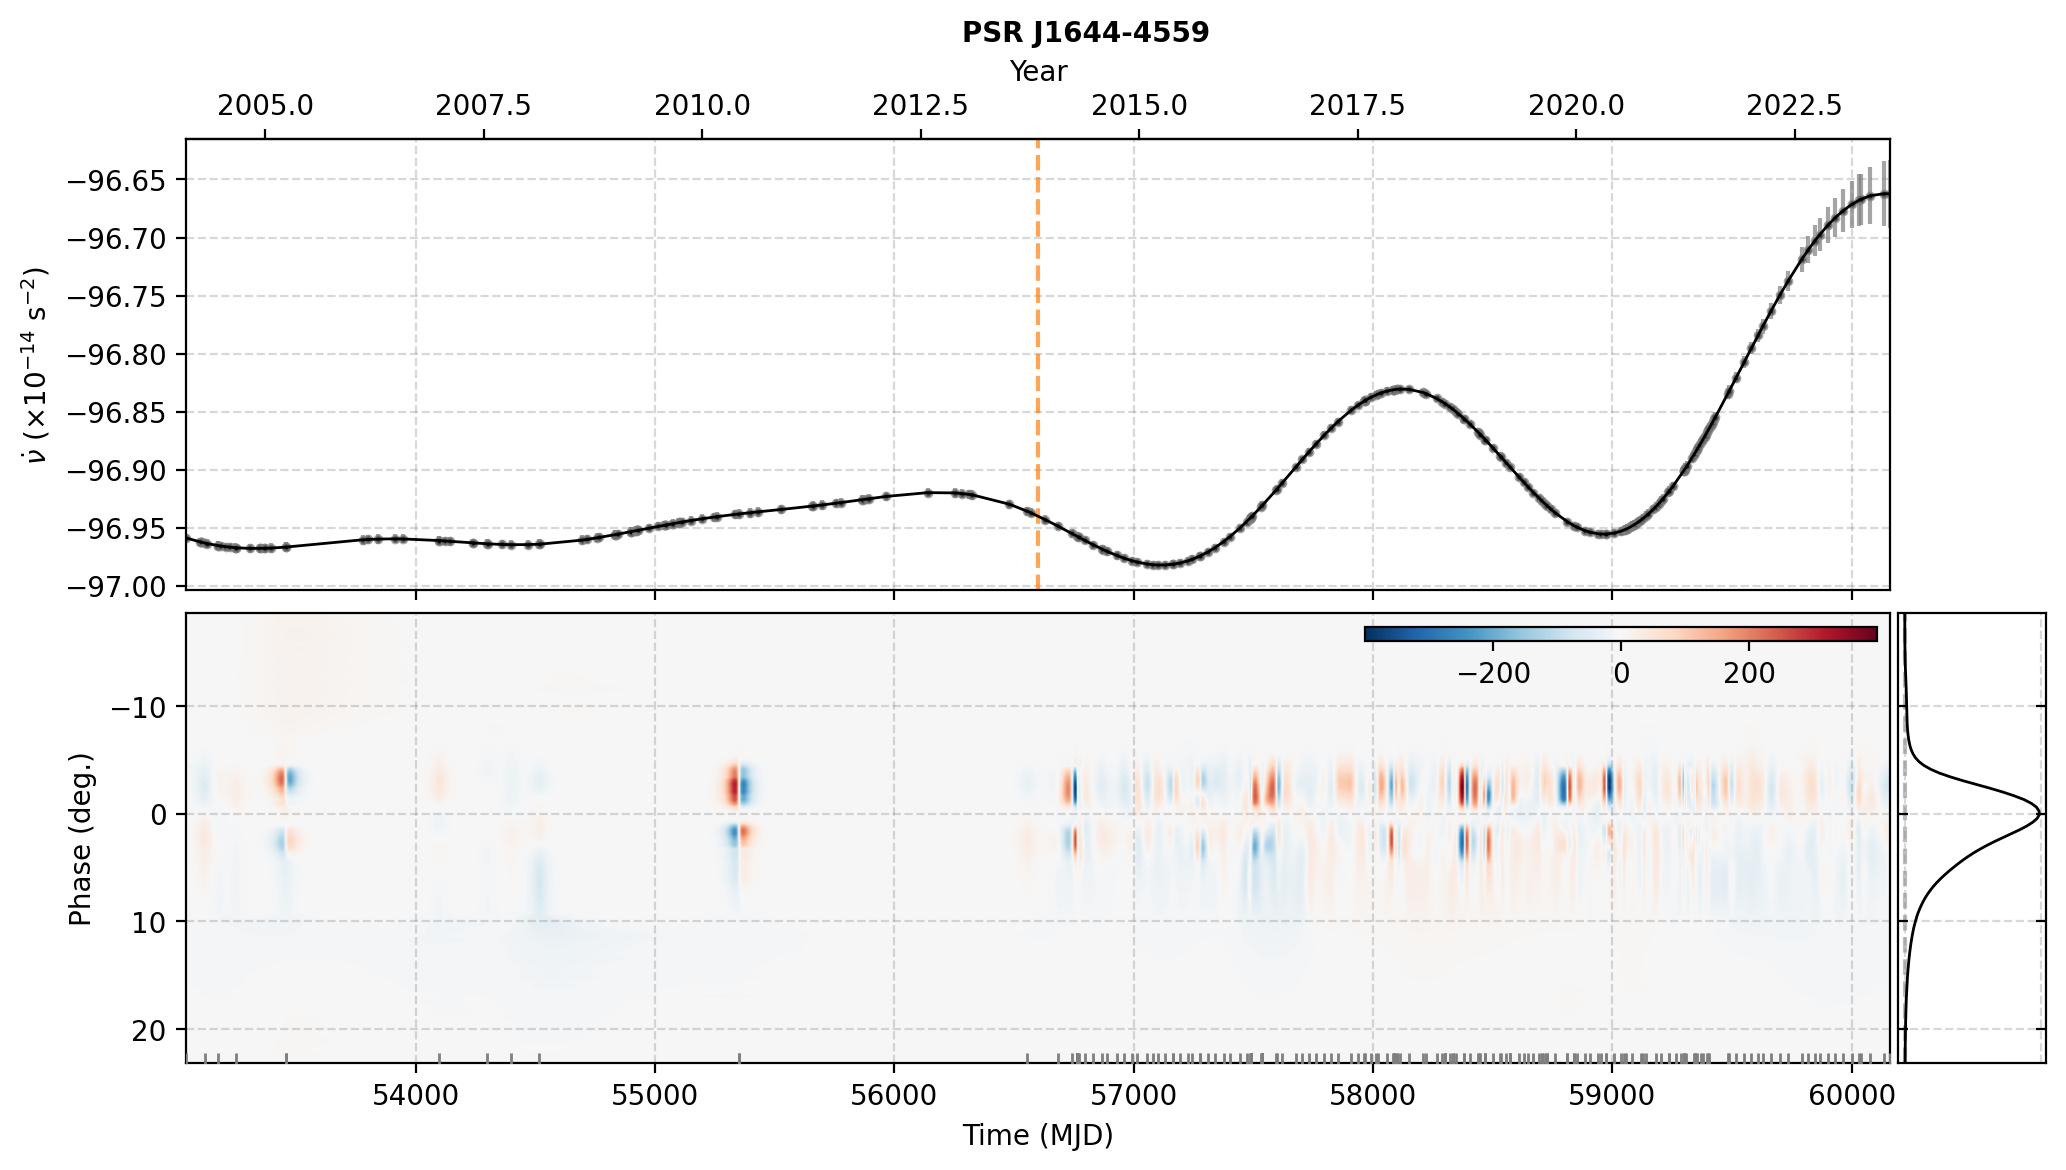 PSR J1644-4559
Year
2005.0 2007.5 2010.0 2012.5 2015.0 2017.5 2020.0 2022.5
−96.65
−96.70
−96.75
−96.80
−96.85
−96.90
−96.95
−97.00
ν̇ (×10⁻¹⁴ s⁻²)
−200 0 200
−10
0
10
20
Phase (deg.)
54000 55000 56000 57000 58000 59000 60000
Time (MJD)